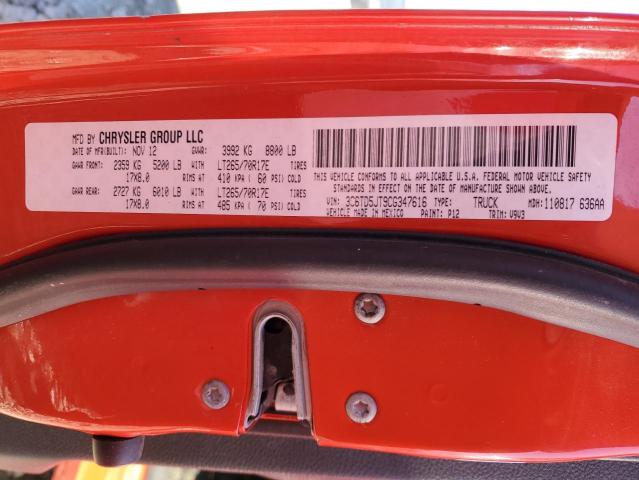 MFD BY CHRYSLER GROUP LLC
DATE OF MFR(BUILT): NOV 12 GVWR: 3992 KG 8800 LB
GAWR FRONT: 2359 KG 5200 LB WITH LT265/70R17E TIRES
17X8.0 RIMS AT 410 KPA ( 60 PSI) COLD
GAWR REAR: 2727 KG 6010 LB WITH LT265/70R17E TIRES
17X8.0 RIMS AT 485 KPA ( 70 PSI) COLD
THIS VEHICLE CONFORMS TO ALL APPLICABLE U.S.A. FEDERAL MOTOR VEHICLE SAFETY
STANDARDS IN EFFECT ON THE DATE OF MANUFACTURE SHOWN ABOVE
VIN: 3C6TD5JT9CG347616 TYPE: TRUCK MDH: 110817 636AA
VEHICLE MADE IN MEXICO PAINT: P12 TRIM: V9V3